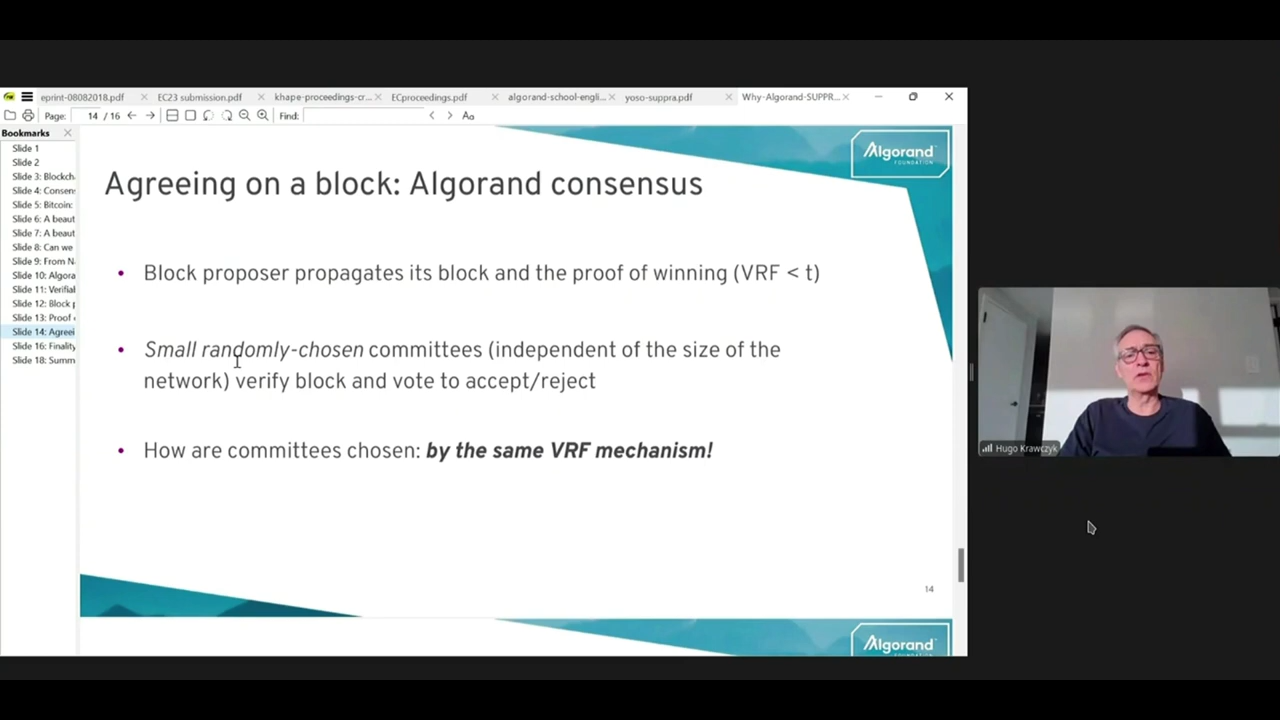 eprint-08082018.pdf
EC23 submission.pdf
khape-proceedings-cr...
ECproceedings.pdf
algorand-school-engli...
yoso-suppra.pdf
Why-Algorand-SUPPR...
Page: 14 / 16
Find:
Aa
Bookmarks
Slide 1
Slide 2
Slide 3: Blockch
Slide 4: Consen
Slide 5: Bitcoin:
Slide 6: A beaut
Slide 7: A beaut
Slide 8: Can we
Slide 9: From N
Slide 10: Algora
Slide 11: Verifial
Slide 12: Block p
Slide 13: Proof
Slide 14: Agreei
Slide 16: Finality
Slide 18: Summ
Algorand
FOUNDATION
Agreeing on a block: Algorand consensus
• Block proposer propagates its block and the proof of winning (VRF < t)
• Small randomly-chosen committees (independent of the size of the
network) verify block and vote to accept/reject
• How are committees chosen: by the same VRF mechanism!
14
Algorand
Hugo Krawczyk